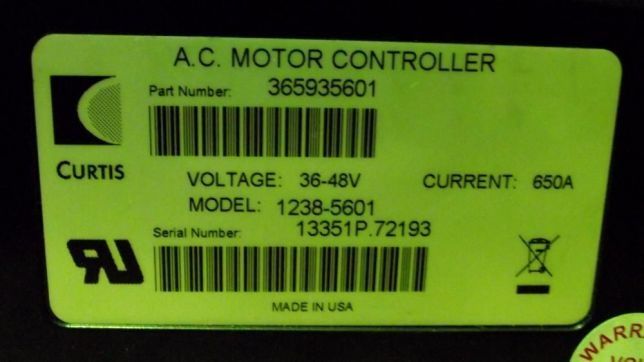 A.C. MOTOR CONTROLLER
Part Number: 365935601
CURTIS
VOLTAGE: 36-48V CURRENT: 650A
MODEL: 1238-5601
Serial Number: 13351P.72193
MADE IN USA